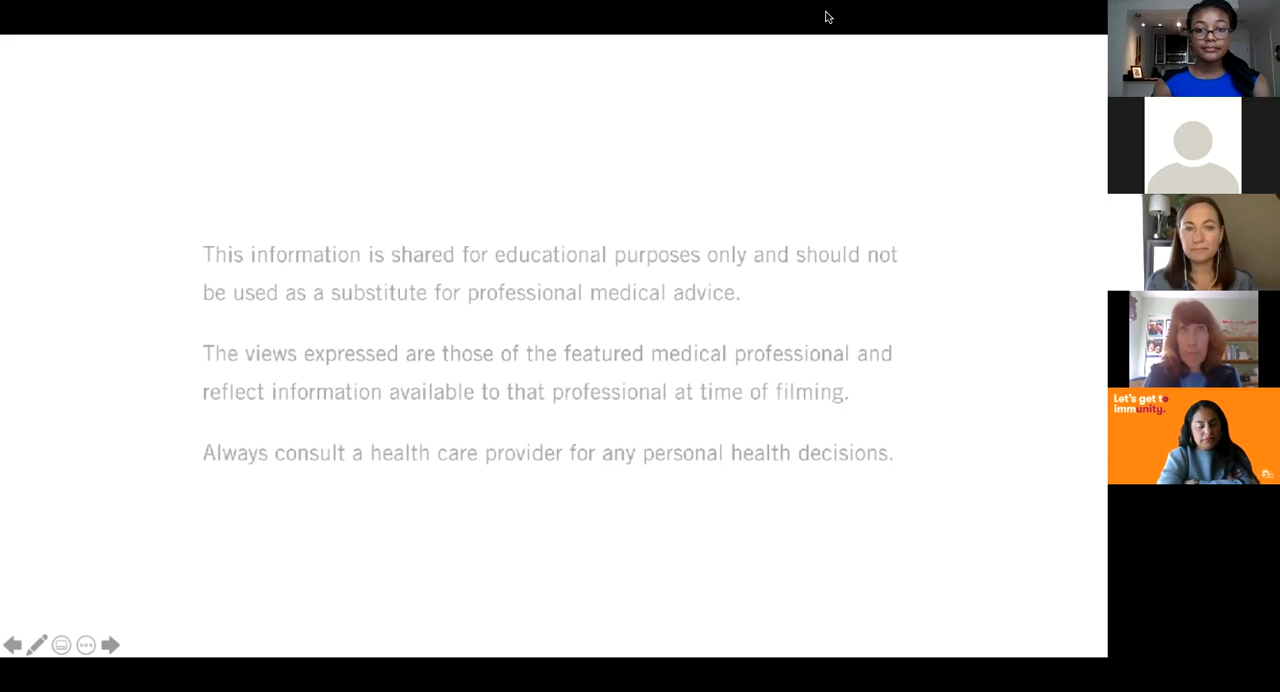 This information is shared for educational purposes only and should not
be used as a substitute for professional medical advice.
The views expressed are those of the featured medical professional and
reflect information available to that professional at time of filming.
Always consult a health care provider for any personal health decisions.
Let's get to
immunity.